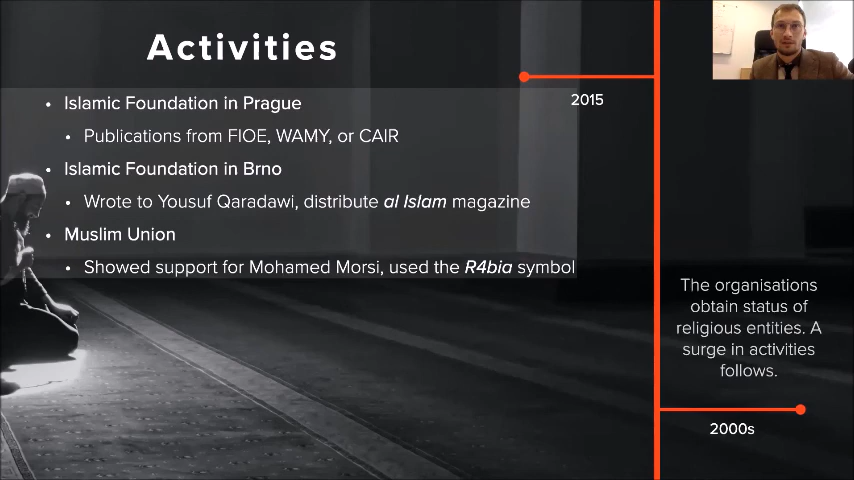 Activities
• Islamic Foundation in Prague
• Publications from FIOE, WAMY, or CAIR
• Islamic Foundation in Brno
• Wrote to Yousuf Qaradawi, distribute al Islam magazine
• Muslim Union
• Showed support for Mohamed Morsi, used the R4bia symbol
2015
The organisations
obtain status of
religious entities. A
surge in activities
follows.
2000s